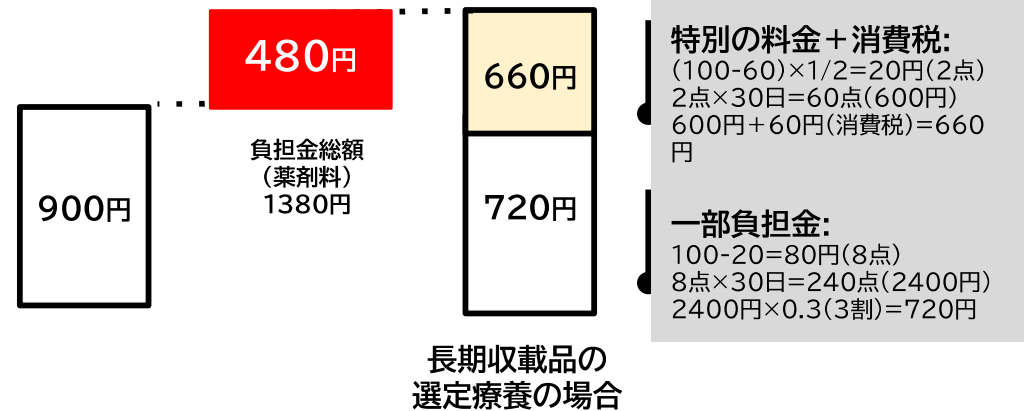 900円
480円
負担金総額
(薬剤料)
1380円
660円
720円
長期収載品の
選定療養の場合
特別の料金＋消費税:
(100-60)×1/2=20円(2点)
2点×30日=60点(600円)
600円＋60円(消費税)=660
円
一部負担金:
100-20=80円(8点)
8点×30日=240点(2400円)
2400円×0.3(3割)=720円